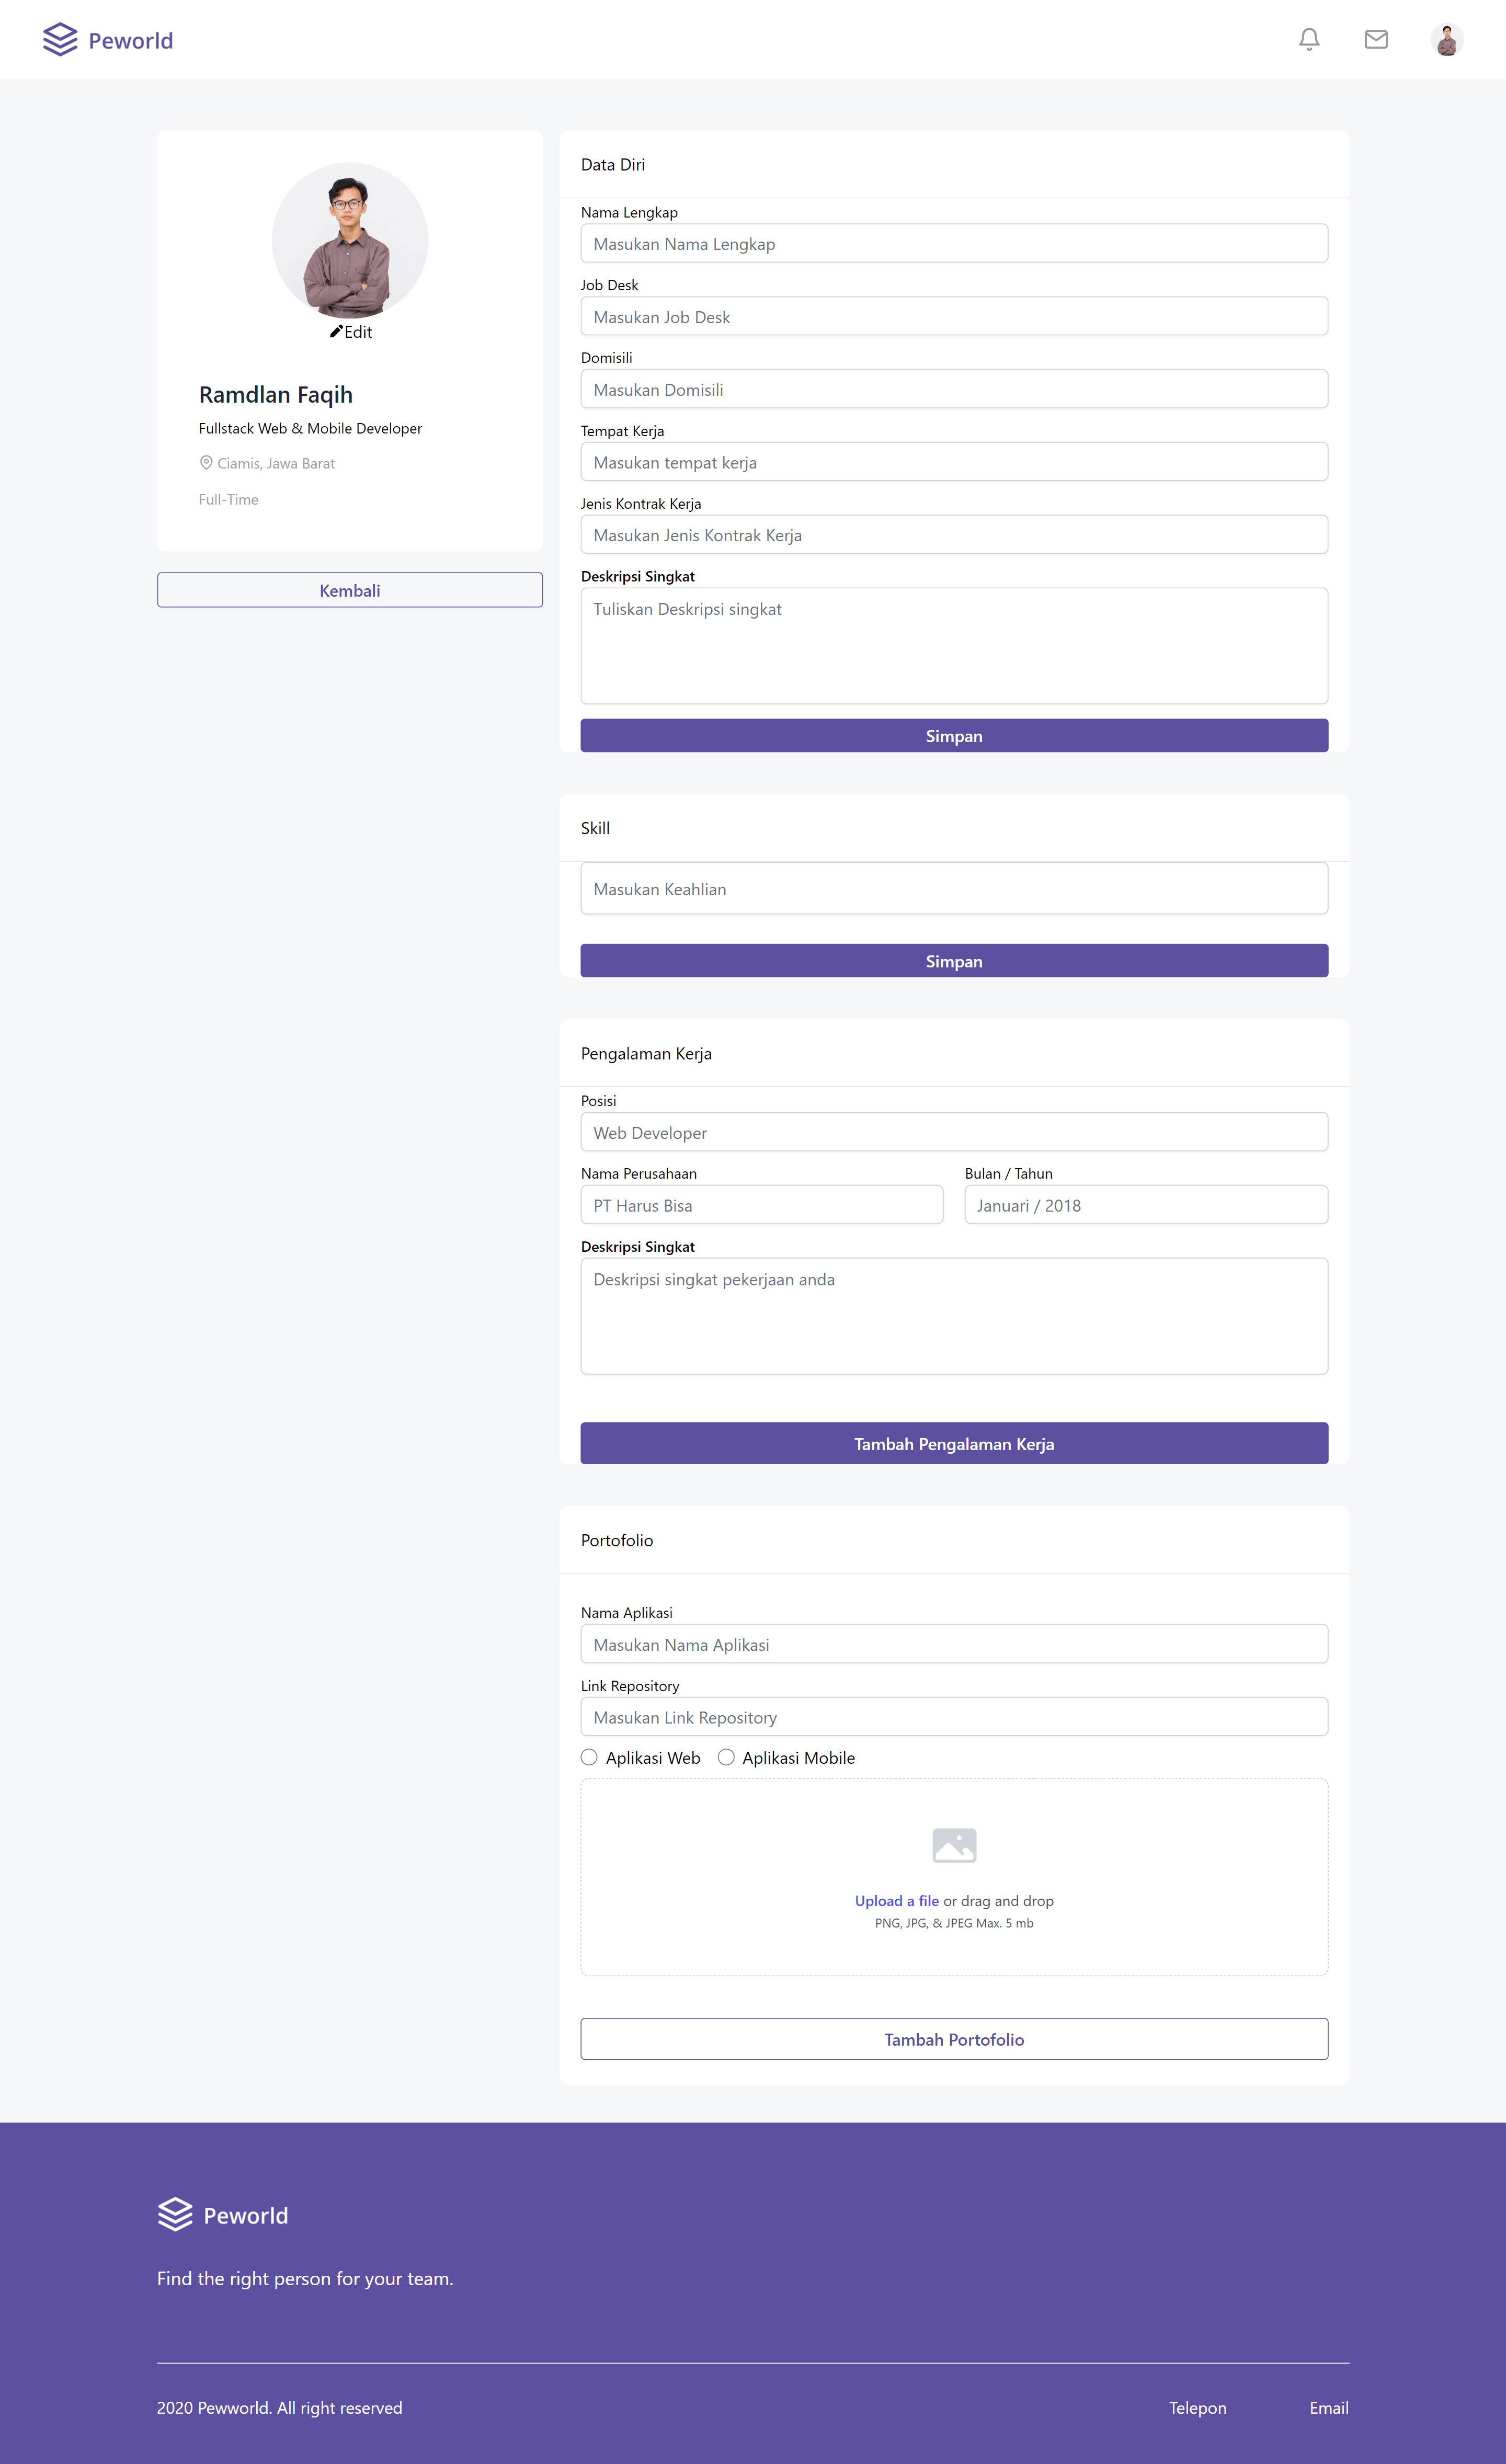 Peworld
Edit
Ramdlan Faqih
Fullstack Web & Mobile Developer
Ciamis, Jawa Barat
Full-Time
Kembali
Data Diri
Nama Lengkap
Masukan Nama Lengkap
Job Desk
Masukan Job Desk
Domisili
Masukan Domisili
Tempat Kerja
Masukan tempat kerja
Jenis Kontrak Kerja
Masukan Jenis Kontrak Kerja
Deskripsi Singkat
Tuliskan Deskripsi singkat
Simpan
Skill
Masukan Keahlian
Simpan
Pengalaman Kerja
Posisi
Web Developer
Nama Perusahaan Bulan / Tahun
PT Harus Bisa Januari / 2018
Deskripsi Singkat
Deskripsi singkat pekerjaan anda
Tambah Pengalaman Kerja
Portofolio
Nama Aplikasi
Masukan Nama Aplikasi
Link Repository
Masukan Link Repository
Aplikasi Web Aplikasi Mobile
Upload a file or drag and drop
PNG, JPG, & JPEG Max. 5 mb
Tambah Portofolio
Peworld
Find the right person for your team.
2020 Pewworld. All right reserved Telepon Email